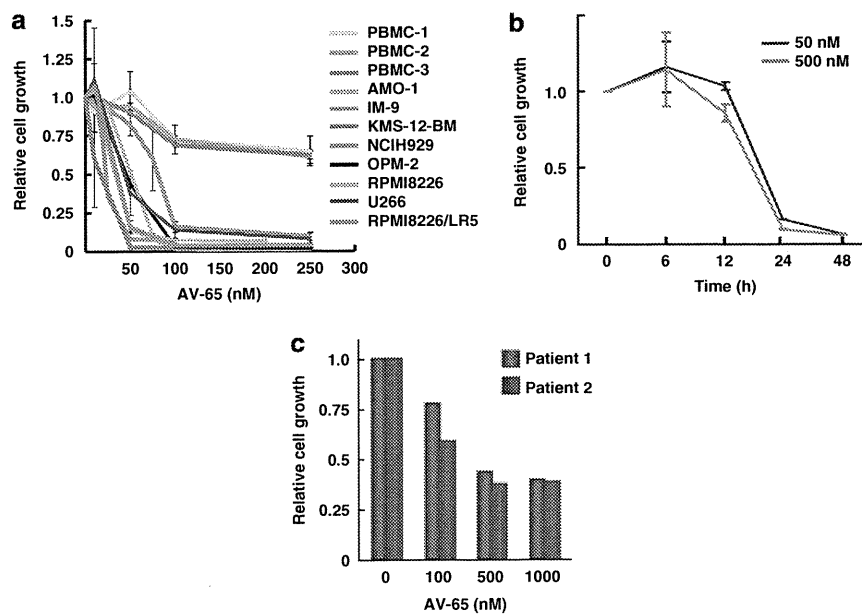 a
Relative cell growth
1.5
1.25
1.0
0.75
0.5
0.25
0
50 100 150 200 250 300
AV-65 (nM)
PBMC-1
PBMC-2
PBMC-3
AMO-1
IM-9
KMS-12-BM
NCIH929
OPM-2
RPMI8226
U266
RPMI8226/LR5
b
Relative cell growth
1.0
0.5
0
0 6 12 24 48
Time (h)
50 nM
500 nM
c
Relative cell growth
1.0
0.75
0.5
0.25
0
0 100 500 1000
AV-65 (nM)
Patient 1
Patient 2